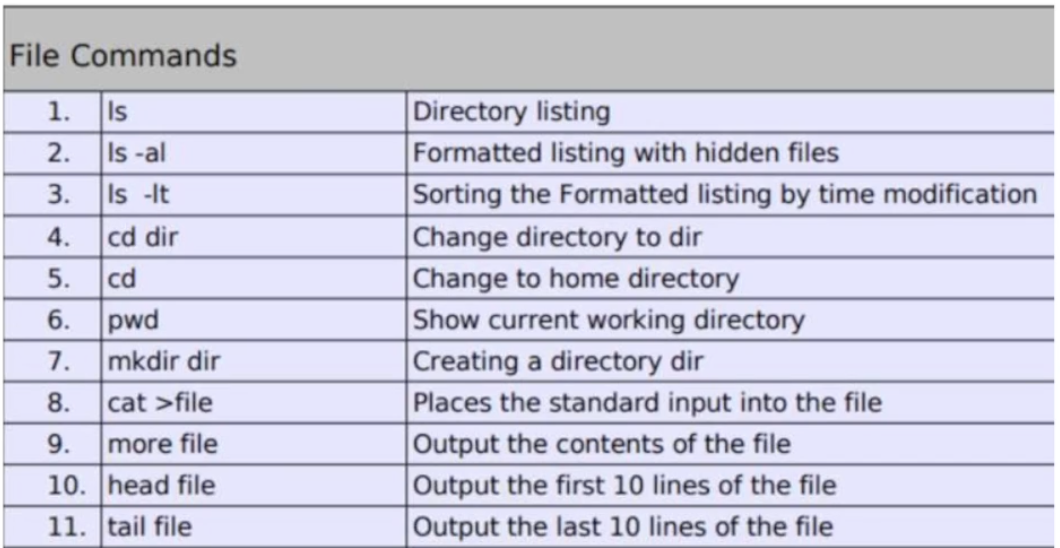 File Commands
1. ls Directory listing
2. ls -al Formatted listing with hidden files
3. ls -lt Sorting the Formatted listing by time modification
4. cd dir Change directory to dir
5. cd Change to home directory
6. pwd Show current working directory
7. mkdir dir Creating a directory dir
8. cat >file Places the standard input into the file
9. more file Output the contents of the file
10. head file Output the first 10 lines of the file
11. tail file Output the last 10 lines of the file